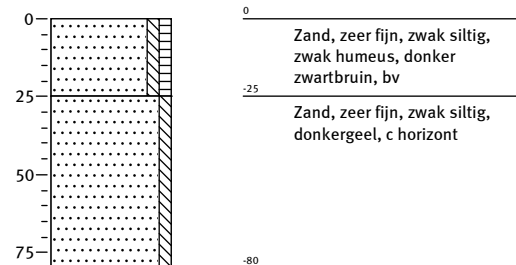 0
25
50
75
0
Zand, zeer fijn, zwak siltig,
zwak humeus, donker
zwartbruin, bv
-25
Zand, zeer fijn, zwak siltig,
donkergeel, c horizont
-80